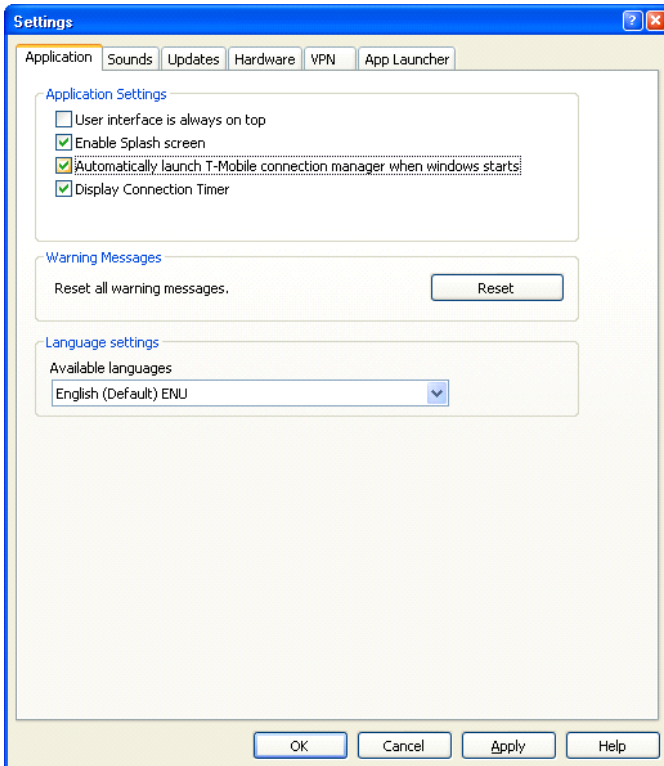 Settings
Application Sounds Updates Hardware VPN App Launcher
Application Settings
User interface is always on top
Enable Splash screen
Automatically launch T-Mobile connection manager when windows starts
Display Connection Timer
Warning Messages
Reset all warning messages. Reset
Language settings
Available languages
English (Default) ENU
OK Cancel Apply Help